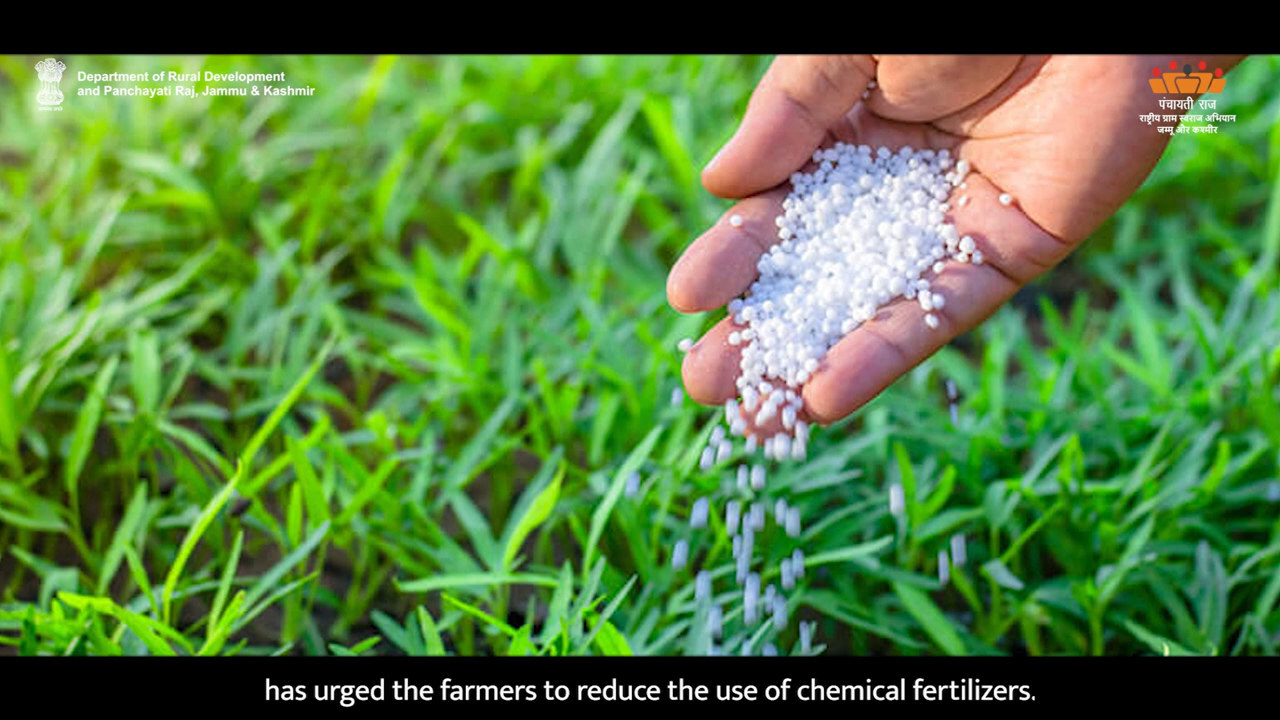 Department of Rural Development
and Panchayati Raj, Jammu & Kashmir
पंचायती राज
राष्ट्रीय ग्राम स्वराज अभियान
जम्मू और कश्मीर
has urged the farmers to reduce the use of chemical fertilizers.